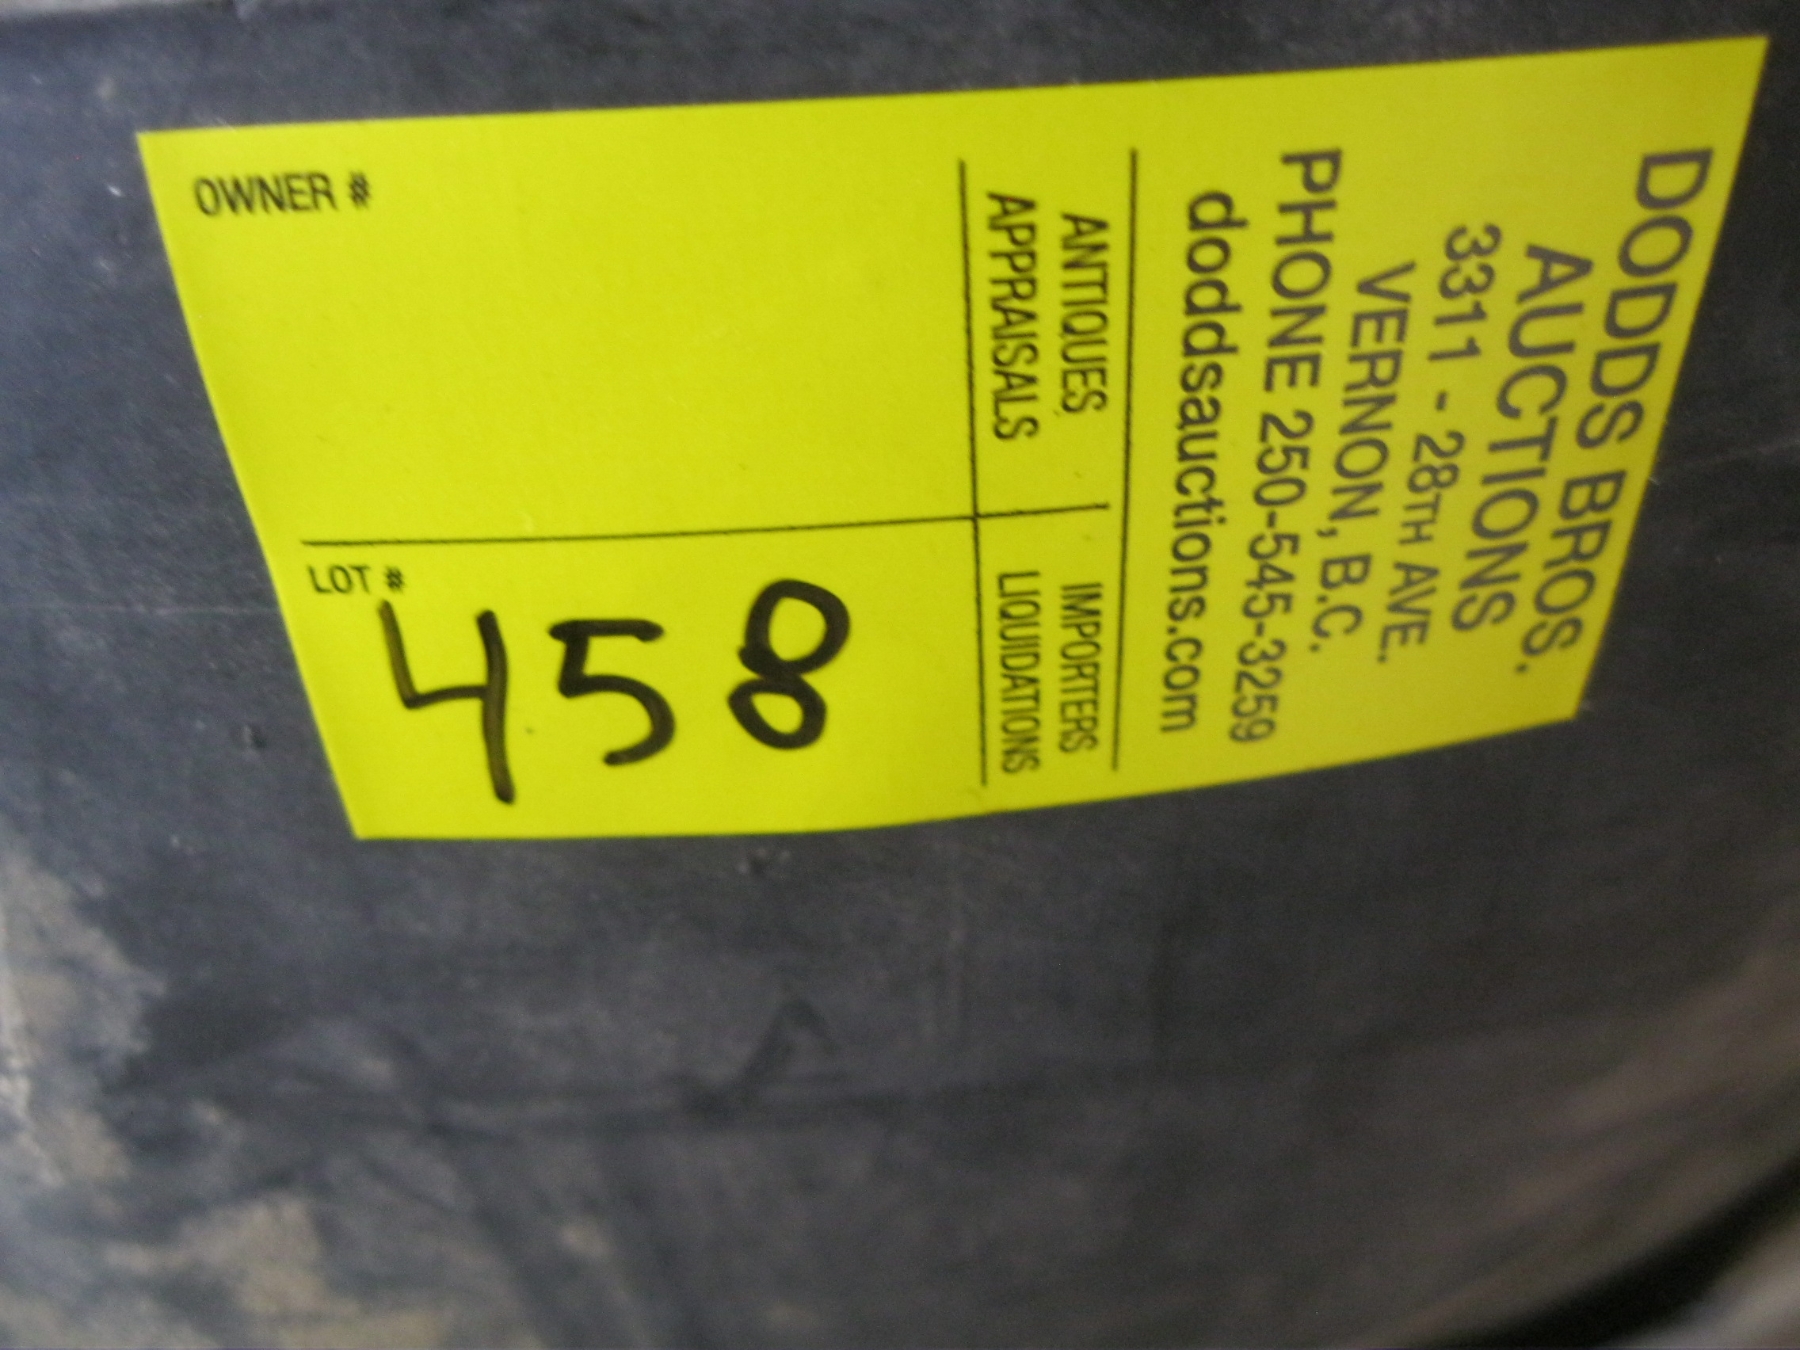 DODDS BROS.
AUCTIONS
3311 - 28TH AVE.
VERNON, B.C.
PHONE 250-545-3259
doddsauctions.com
ANTIQUES IMPORTERS
APPRAISALS LIQUIDATIONS
OWNER #
LOT #
458